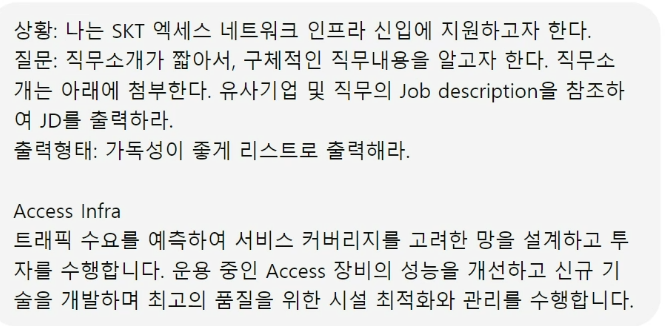 상황: 나는 SKT 엑세스 네트워크 인프라 신입에 지원하고자 한다.
질문: 직무소개가 짧아서, 구체적인 직무내용을 알고자 한다. 직무소
개는 아래에 첨부한다. 유사기업 및 직무의 Job description을 참조하
여 JD를 출력하라.
출력형태: 가독성이 좋게 리스트로 출력해라.
Access Infra
트래픽 수요를 예측하여 서비스 커버리지를 고려한 망을 설계하고 투
자를 수행합니다. 운용 중인 Access 장비의 성능을 개선하고 신규 기
술을 개발하며 최고의 품질을 위한 시설 최적화와 관리를 수행합니다.